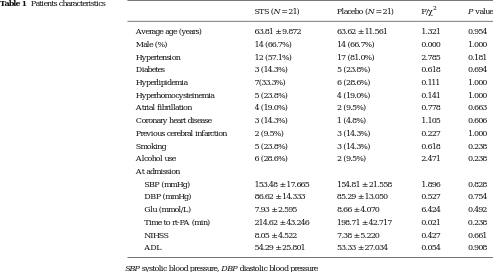 Table 1 Patients characteristics
STS (N = 21) Placebo (N = 21) F/χ2 P value
Average age (years) 63.81 ± 9.872 63.62 ± 11.561 1.321 0.954
Male (%) 14 (66.7%) 14 (66.7%) 0.000 1.000
Hypertension 12 (57.1%) 17 (81.0%) 2.785 0.181
Diabetes 3 (14.3%) 5 (23.8%) 0.618 0.694
Hyperlipidemia 7(33.3%) 6 (28.6%) 0.111 1.000
Hyperhomocysteinemia 5 (23.8%) 4 (19.0%) 0.141 1.000
Atrial fibrillation 4 (19.0%) 2 (9.5%) 0.778 0.663
Coronary heart disease 3 (14.3%) 1 (4.8%) 1.105 0.606
Previous cerebral infarction 2 (9.5%) 3 (14.3%) 0.227 1.000
Smoking 5 (23.8%) 3 (14.3%) 0.618 0.238
Alcohol use 6 (28.6%) 2 (9.5%) 2.471 0.238
At admission
SBP (mmHg) 153.48 ± 17.665 154.81 ± 21.558 1.896 0.828
DBP (mmHg) 86.62 ± 14.333 85.29 ± 13.050 0.527 0.754
Glu (mmol/L) 7.93 ± 2.595 8.66 ± 4.070 6.424 0.492
Time to rt-PA (min) 214.62 ± 43.246 198.71 ± 42.717 0.021 0.238
NIHSS 8.05 ± 4.522 7.38 ± 5.220 0.427 0.661
ADL 54.29 ± 25.801 53.33 ± 27.034 0.054 0.908
SBP systolic blood pressure, DBP diastolic blood pressure